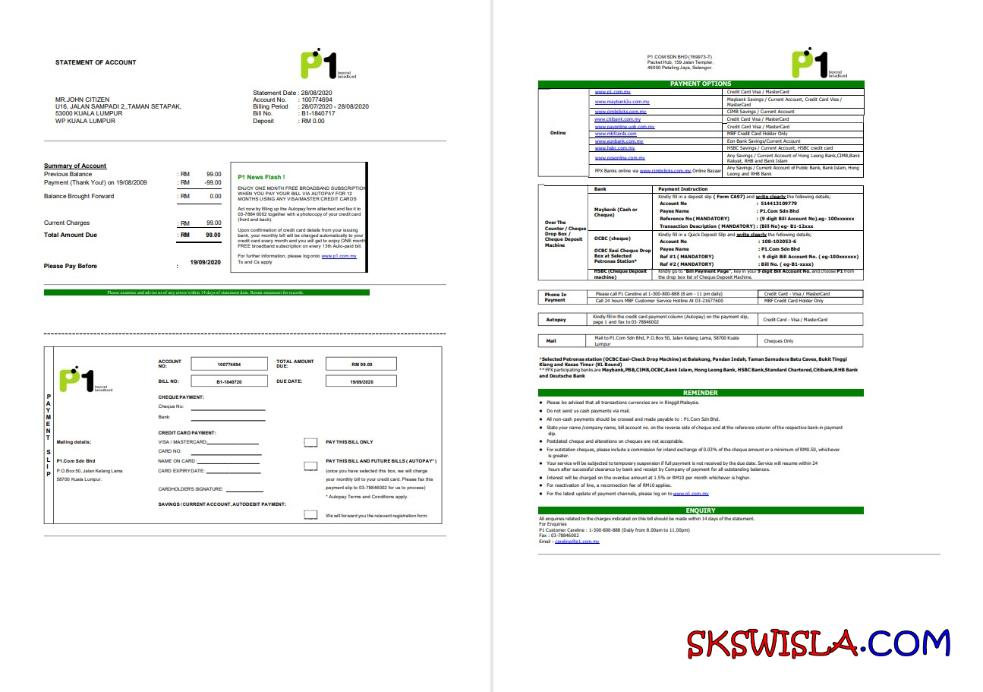 STATEMENT OF ACCOUNT
P1
beyond
broadband
Statement Date : 28/08/2020
Account No. : 100774694
Billing Period : 28/07/2020 - 28/08/2020
Bill No. : B1-1840717
Deposit : RM 0.00
MR.JOHN CITIZEN
U16, JALAN SAMPADI 2,,TAMAN SETAPAK,
53000 KUALA LUMPUR
WP KUALA LUMPUR
Summary of Account
Previous Balance : RM 99.00
Payment (Thank You!) on 19/08/2009 : RM -99.00
Balance Brought Forward : RM 0.00
Current Charges : RM 99.00
Total Amount Due : RM 99.00
Please Pay Before : 19/09/2020
P1 News Flash !
ENJOY ONE MONTH FREE BROADBAND SUBSCRIPTION
WHEN YOU PAY YOUR BILL VIA AUTOPAY FOR 12
MONTHS USING ANY VISA/MASTER CREDIT CARDS
Act now by filling up the Autopay form attached and fax it to
03-7884 6002 together with a photocopy of your credit card
(front and back).
Upon confirmation of credit card details from your issuing
bank, your monthly bill will be charged automatically to your
credit card every month and you will get to enjoy ONE month
FREE broadband subscription on every 13th Auto-paid bill.
For further information, please log onto www.p1.com.my
Ts and Cs apply
Please examine and advise us of any errors within 14 days of statement date. Retain statement for records.
PAYMENT SLIP
P1
beyond
broadband
ACCOUNT NO: 100774694 TOTAL AMOUNT DUE: RM 99.00
BILL NO: B1-1840720 DUE DATE: 19/09/2020
CHEQUE PAYMENT:
Cheque No:
Bank
CREDIT CARD PAYMENT:
VISA / MASTERCARD:
CARD NO:
NAME ON CARD
CARD EXPIRY DATE:
CARDHOLDER'S SIGNATURE:
SAVINGS / CURRENT ACCOUNT, AUTODEBIT PAYMENT:
Mailing details;
P1.Com Sdn Bhd
P.O.Box 50, Jalan Kelang Lama
58700 Kuala Lumpur.
PAY THIS BILL ONLY
PAY THIS BILL AND FUTURE BILLS ( AUTOPAY* )
(once you have selected this box, we will charge
your monthly bill to your credit card. Please fax this
payment slip to 03-78846002 for us to process)
* Autopay Terms and Conditions apply.
We will forward you the relevant registration form
P1.COM SDN BHD (169973-T)
Packet Hub, 159 Jalan Templer,
46050 Petaling Jaya, Selangor.
P1
beyond
broadband
PAYMENT OPTIONS
Online
www.p1.com.my Credit Card Visa / MasterCard
www.maybank2u.com.my Maybank Savings / Current Account, Credit Card Visa / MasterCard
www.cimbclicks.com.my CIMB Savings / Current Account
www.citibank.com.my Credit Card Visa / MasterCard
Credit Card Visa / MasterCard
www.mbfcards.com MBF Credit Card Holder
www.eonbank.com.my Eon Bank Savings/Current Account
www.hsbc.com.my HSBC Savings / Current Account, HSBC credit card
Any Savings / Current Account of Hong Leong Bank,CIMB,Bank Rakyat, RHB and Bank Islam
FPX Banks online via www.cimbclicks.com.my Online Bazaar Any Savings / Current Account of Public Bank, Bank Islam, Hong Leong and RHB Bank
Over The Counter / Cheque Drop Box / Cheque Deposit Machine
Bank Payment Instruction
Maybank (Cash or Cheque)
Kindly fill in a deposit slip ( Form CA97) and write clearly the following details;
Account No : 514413109779
Payee Name : P1.Com Sdn Bhd
Reference No (MANDATORY) : (9 digit Bill Account No).eg- 100xxxxxx
Transaction Description ( MANDATORY) : (Bill No) eg- B1-12xxx
OCBC (cheque)
OCBC Easi Cheque Drop Box at Selected Petronas Station*
Kindly fill in a Quick Deposit Slip and write clearly the following details;
Account No : 108-102053-6
Payee Name : P1.Com Sdn Bhd
Ref #1 ( MANDATORY ) : 9 digit Bill Account No. (eg-100xxxxxx)
Ref #2 ( MANDATORY ) : Bill No. ( eg-B1-xxxx)
HSBC (Cheque Deposit machine)
Kindly go to "Bill Payment Page", key in your 9 digit Bill Account No. and choose P1 from the drop box list of Cheque Deposit Machine.
Phone In Payment
Please call P1 Careline at 1-300-800-888 (8 am - 11 pm daily) Credit Card - Visa / MasterCard
Call 24 hours MBF Customer Service Hotline At 03-21677600 MBF Credit Card Holder Only
Autopay
Kindly fill in the credit card payment column (Autopay) on the payment slip, page 1 and fax to 03-78846002
Credit Card - Visa / MasterCard
Mail
Mail to P1.Com Sdn Bhd, P.O.Box 50, Jalan Kelang Lama, 58700 Kuala Lumpur
Cheques Only
*Selected Petronas station (OCBC Easi-Check Drop Machine) at Balakong, Pandan Indah, Taman Samudera Batu Caves, Bukit Tinggi
Klang and Kuass Timur (KL Bound)
** FPX participating banks are Maybank,PBB,CIMB,OCBC,Bank Islam, Hong Leong Bank, HSBC Bank,Standard Chartered,Citibank,RHB Bank
and Deutsche Bank
REMINDER
Please be advised that all transactions currencies are in Ringgit Malaysia.
Do not send us cash payments via mail.
All non-cash payments should be crossed and made payable to : P1.Com Sdn Bhd.
State your name /company name, bill account no. on the reverse side of cheque and at the reference column of the respective bank in payment
slip.
Postdated cheque and alterations on cheques are not acceptable.
For outstation cheques, please include a commission for inland exchange of 0.03% of the cheque amount or a minimum of RM0.50, whichever
is greater.
Your service will be subjected to temporary suspension if full payment is not received by the due date. Service will resume within 24
hours after successful clearance by bank and receipt by Company of payment for all outstanding balances.
Interest will be charged on the overdue amount at 1.5% or RM10 per month whichever is higher.
For reactivation of line, a reconnection fee of RM10 applies.
For the latest update of payment channels, please log on to www.p1.com.my
ENQUIRY
All enquires related to the charges indicated on this bill should be made within 14 days of the statement.
For Enquiries
P1 Customer Careline : 1-300-800-888 (Daily from 8.00am to 11.00pm)
Fax : 03-78846002
Email : careline@p1.com.my
SKSWISLA.COM